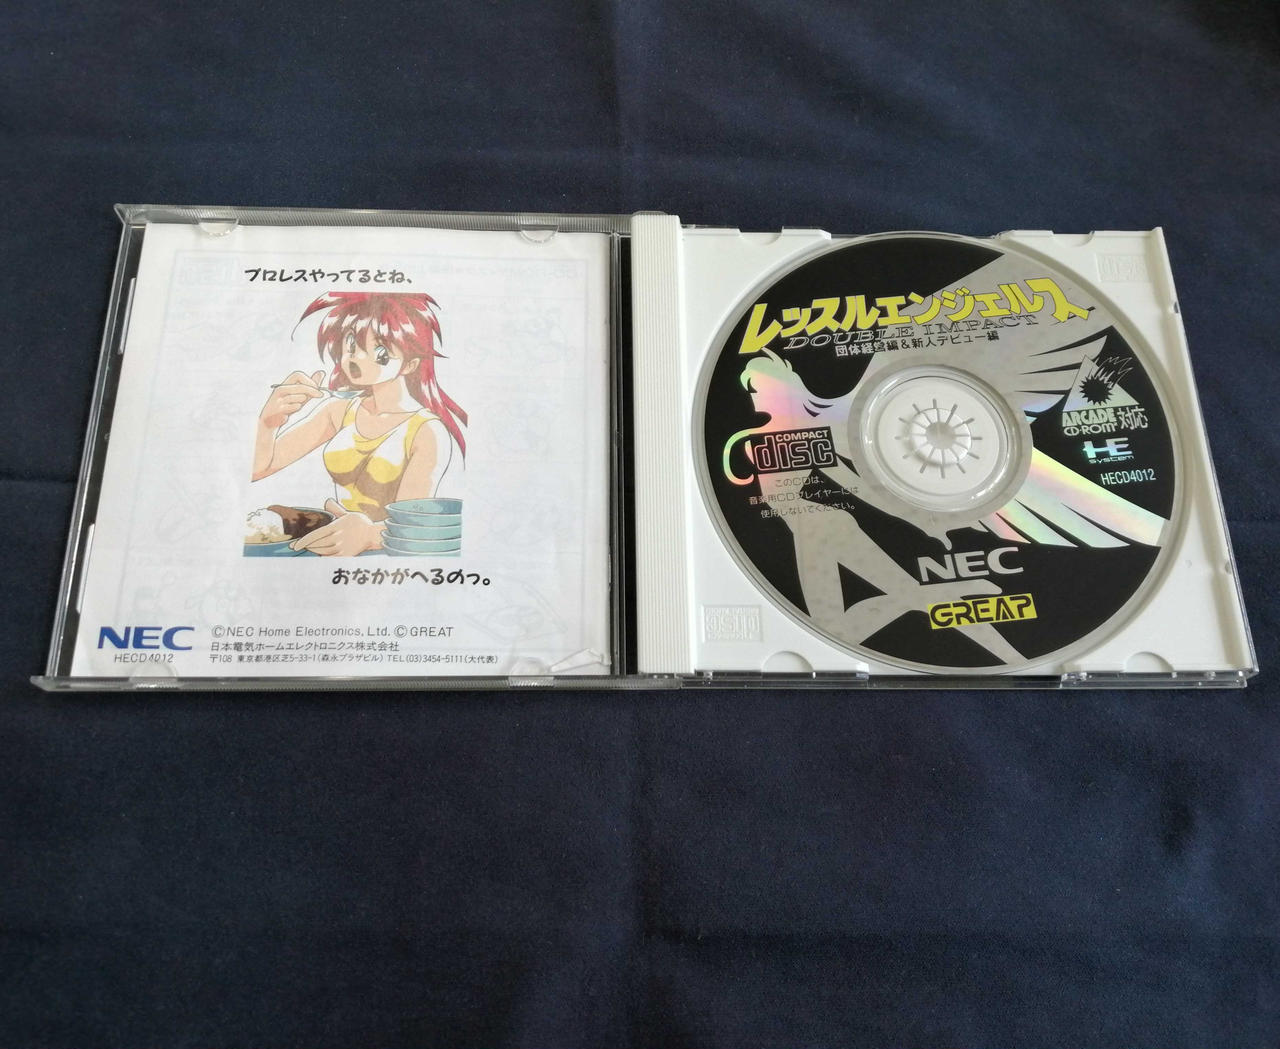 プロレスやってるとね、
おなかがへるのっ。
NEC
HECD4012
©NEC Home Electronics, Ltd. ©GREAT
日本電気ホームエレクトロニクス株式会社
〒108 東京都港区芝5-33-1(森永プラザビル) TEL(03)3454-5111(大代表)
レッスルエンジェルス
DOUBLE IMPACT
団体経営編&新人デビュー編
ARCADE
CD-ROM² 対応
HE
system
HECD4012
COMPACT
disc
このCDは、
音楽用CDプレイヤーには
使用しないでください。
NEC
GREAT